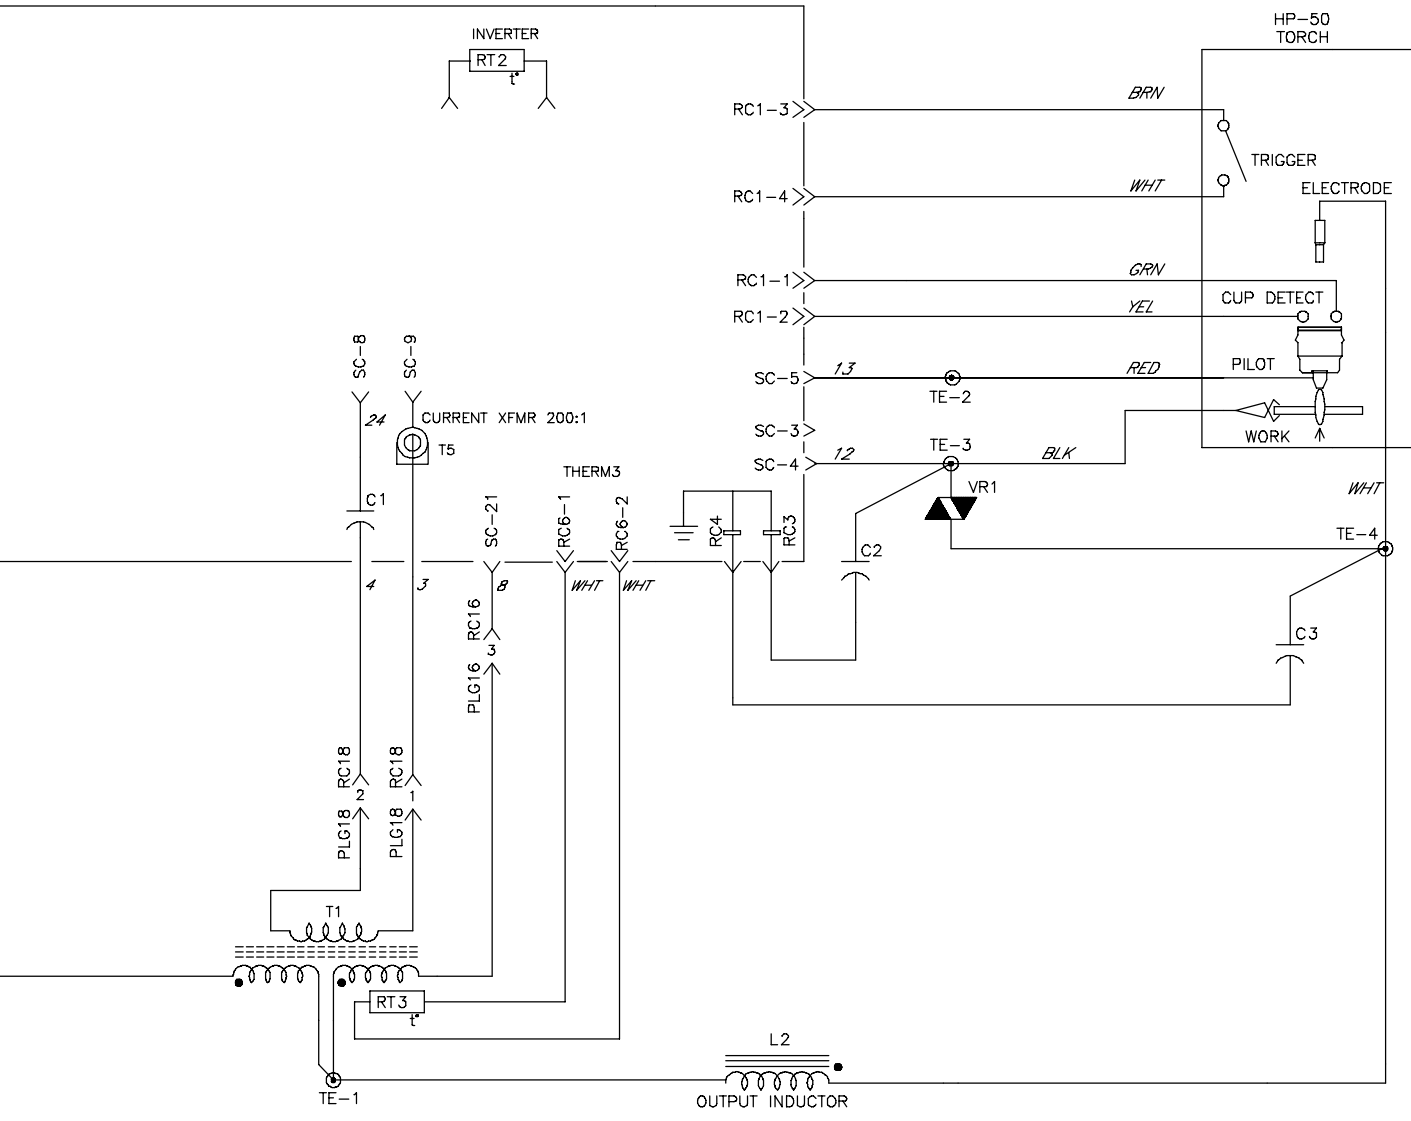 HP-50
TORCH
INVERTER
RT2
t°
RC1-3
BRN
TRIGGER
RC1-4
WHT
ELECTRODE
RC1-1
GRN
CUP DETECT
RC1-2
YEL
SC-8
SC-9
SC-5
13
RED
PILOT
TE-2
24
CURRENT XFMR 200:1
T5
SC-3
WORK
SC-4
12
TE-3
BLK
THERM3
C1
SC-21
RC6-1
RC6-2
RC4
RC3
VR1
WHT
TE-4
C2
4
3
8
WHT
WHT
RC16
3
PLG16
C3
RC18
RC18
2
1
PLG18
PLG18
T1
RT3
t°
L2
TE-1
OUTPUT INDUCTOR